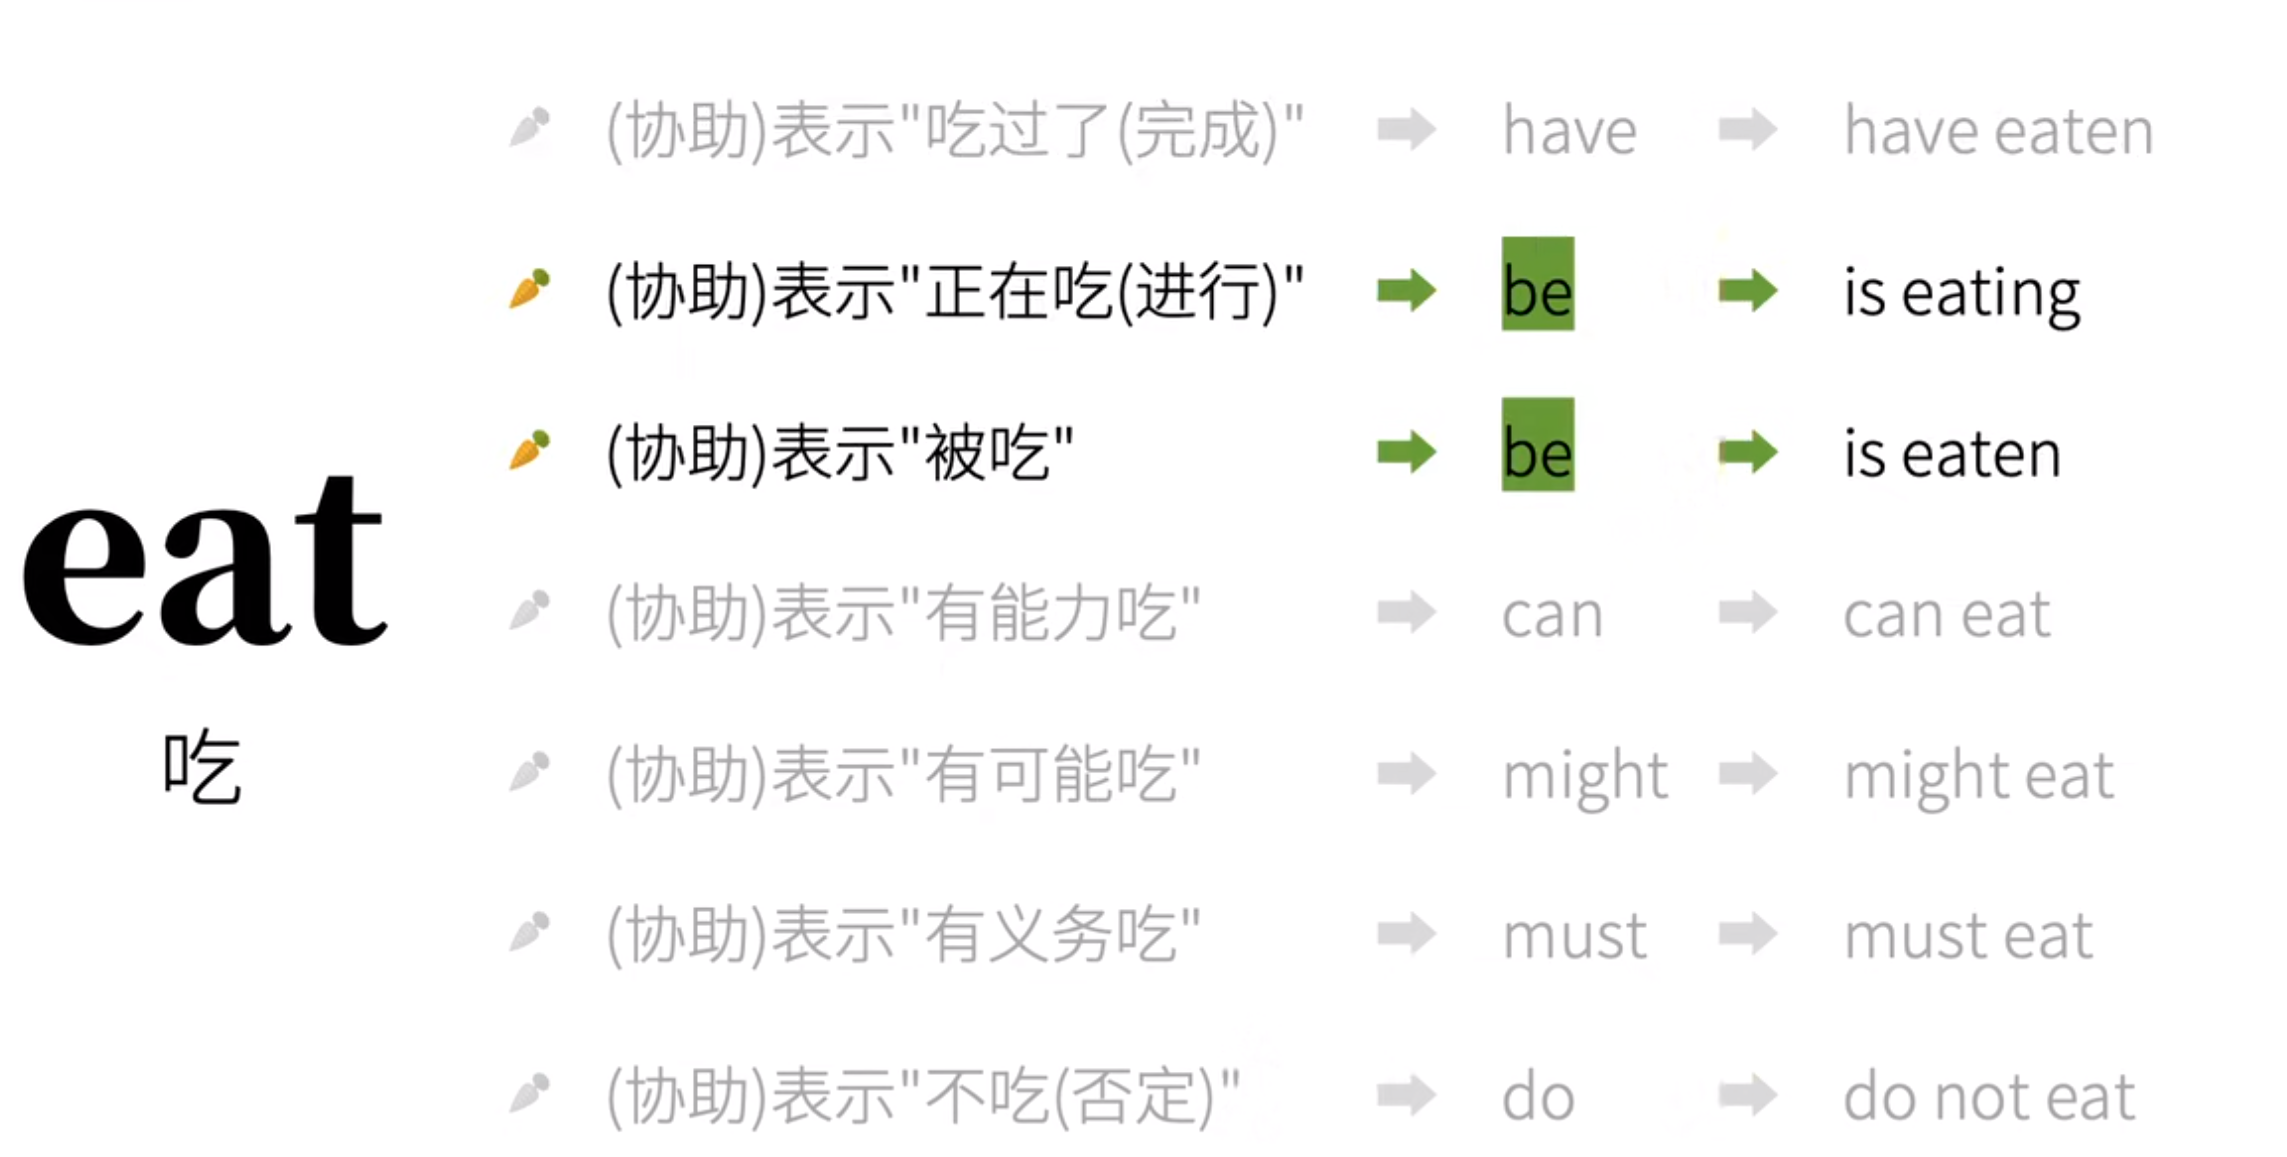 (协助)表示"吃过了(完成)" have have eaten
(协助)表示"正在吃(进行)" be is eating
(协助)表示"被吃" be is eaten
eat
(协助)表示"有能力吃" can can eat
吃
(协助)表示"有可能吃" might might eat
(协助)表示"有义务吃" must must eat
(协助)表示"不吃(否定)" do do not eat